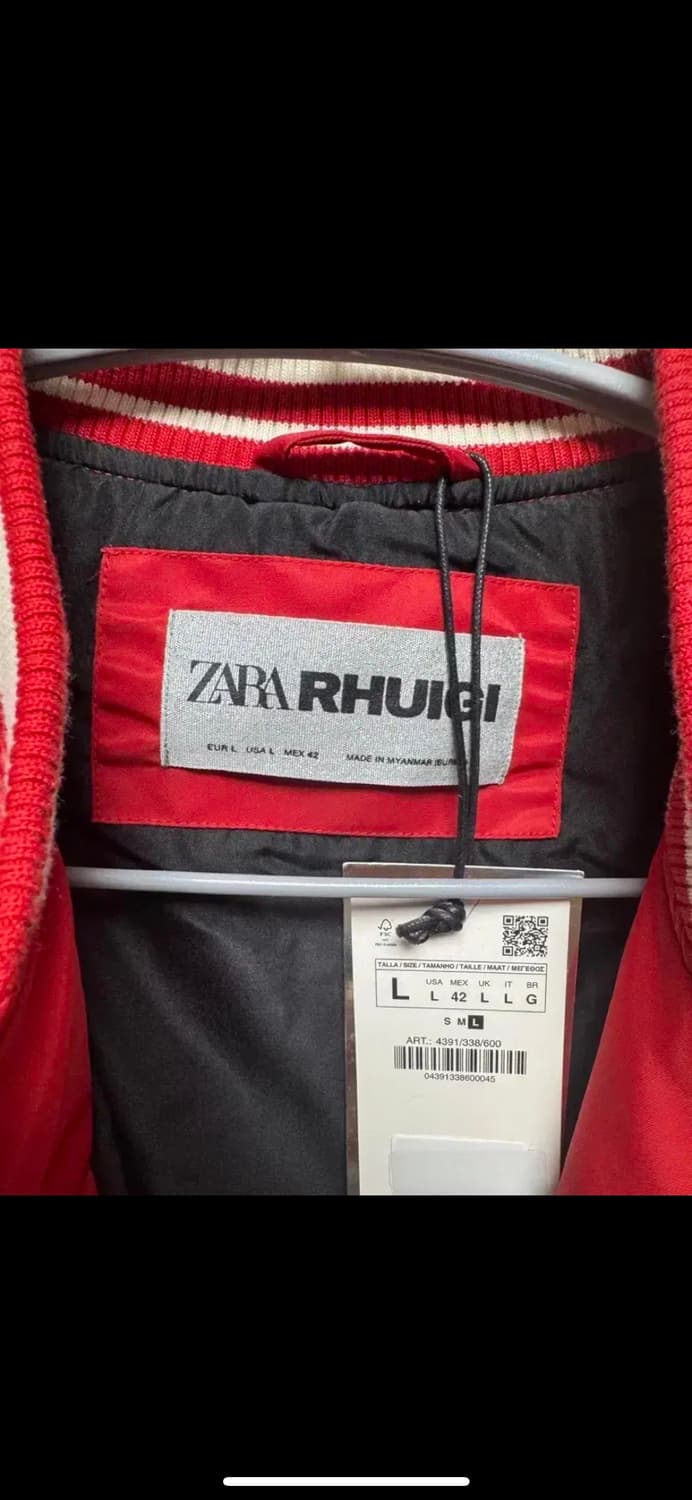 ZARA RHUIGI
EUR L USA L MEX 42 MADE IN MYANMAR
FSC
TALLA / SIZE / TAMANHO / TAILLE / MAAT / ΜΕΓΕΘΟΣ
L
USA MEX UK IT BR
L 42 L L G
S M L
ART.: 4391/338/600
04391338600045